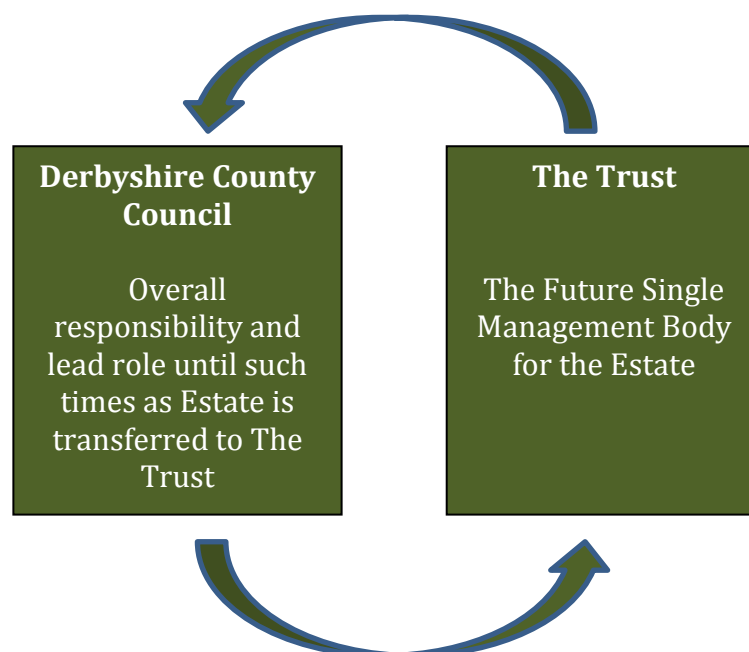 Derbyshire County
Council
Overall
responsibility and
lead role until such
times as Estate is
transferred to The
Trust
The Trust
The Future Single
Management Body
for the Estate